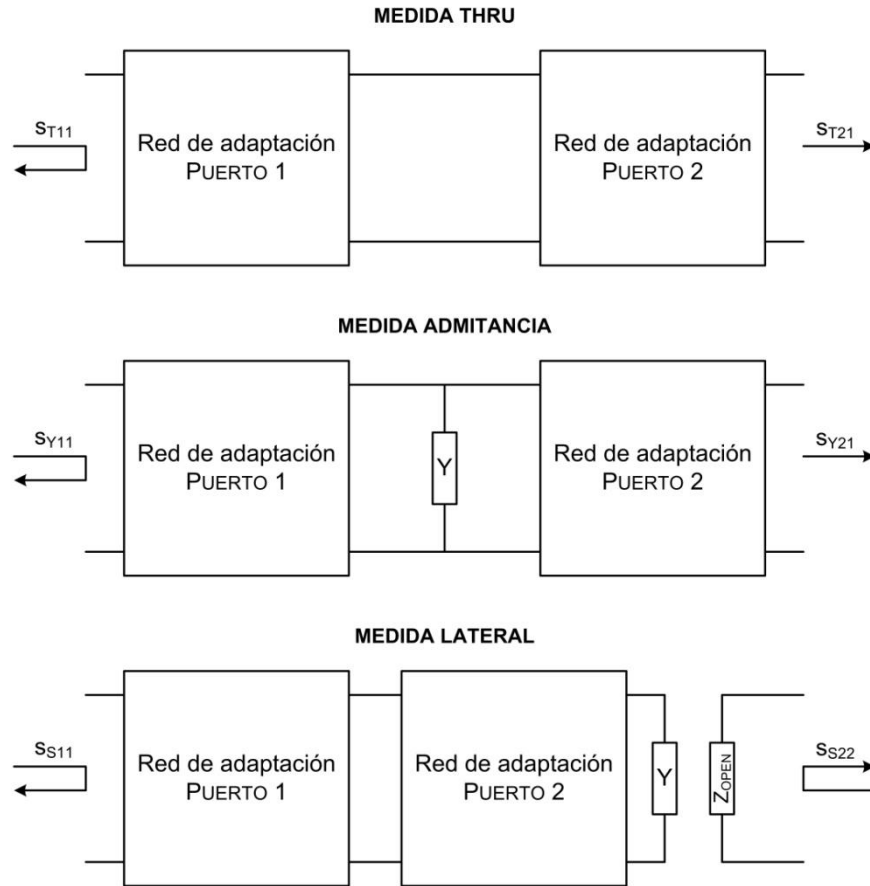 MEDIDA THRU
sT11
Red de adaptación
PUERTO 1
Red de adaptación
PUERTO 2
sT21
MEDIDA ADMITANCIA
sY11
Red de adaptación
PUERTO 1
Y
Red de adaptación
PUERTO 2
sY21
MEDIDA LATERAL
sS11
Red de adaptación
PUERTO 1
Red de adaptación
PUERTO 2
Y
ZOPEN
sS22